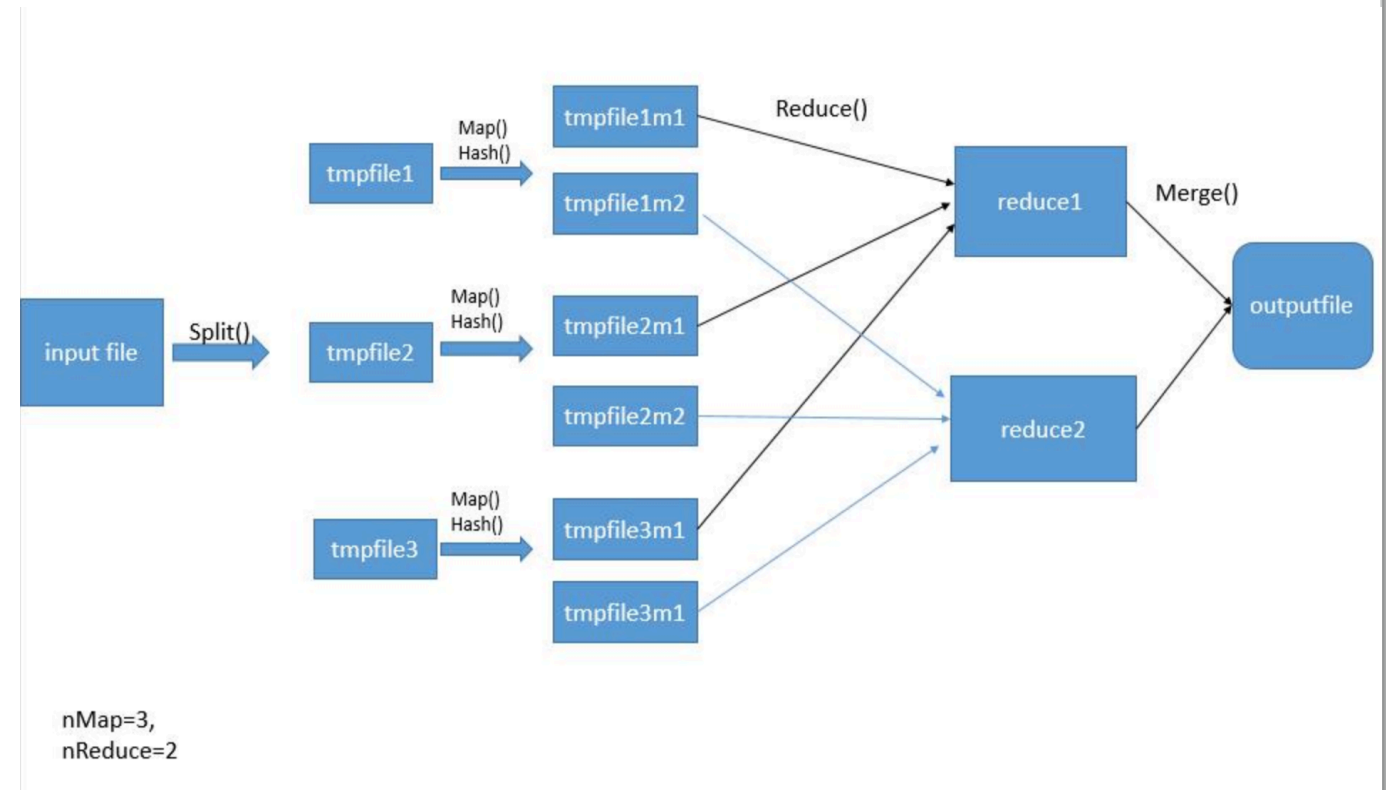 input file
Split()
tmpfile1
tmpfile2
tmpfile3
Map()
Hash()
Map()
Hash()
Map()
Hash()
tmpfile1m1
tmpfile1m2
tmpfile2m1
tmpfile2m2
tmpfile3m1
tmpfile3m1
Reduce()
reduce1
reduce2
Merge()
outputfile
nMap=3,
nReduce=2